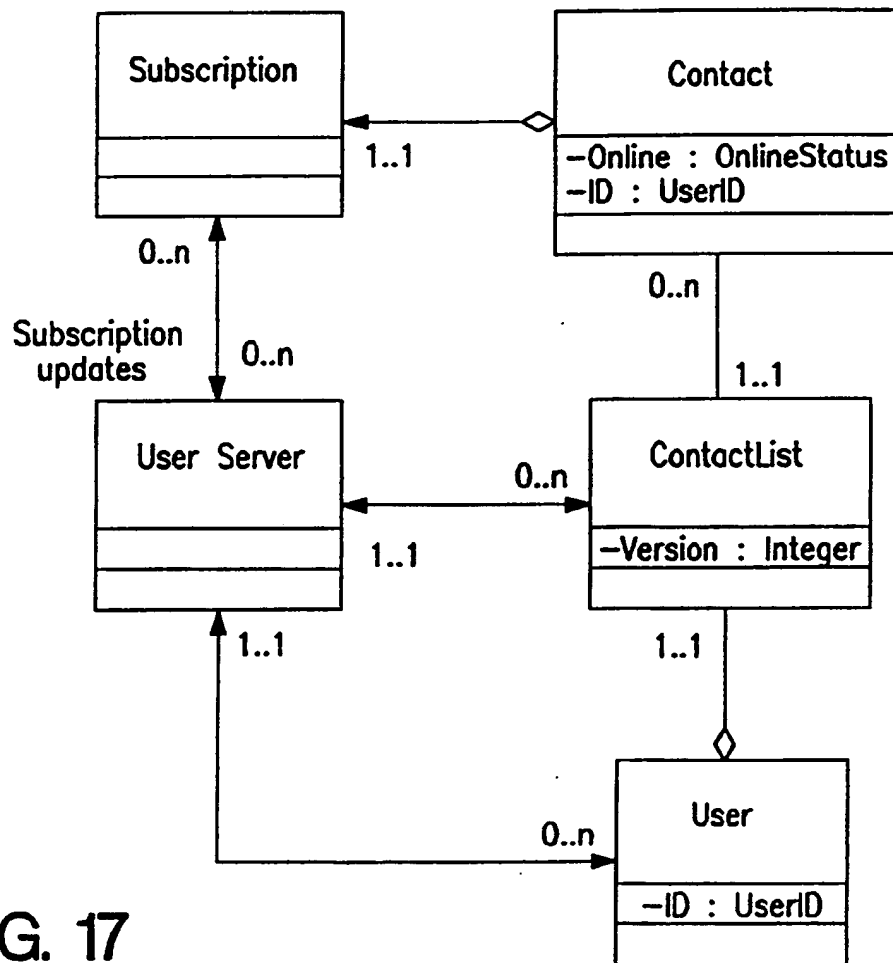 Subscription
Contact
1..1
–Online : OnlineStatus
–ID : UserID
0..n
0..n
Subscription
updates
0..n
1..1
User Server
ContactList
0..n
1..1
–Version : Integer
1..1
1..1
User
0..n
–ID : UserID
G. 17